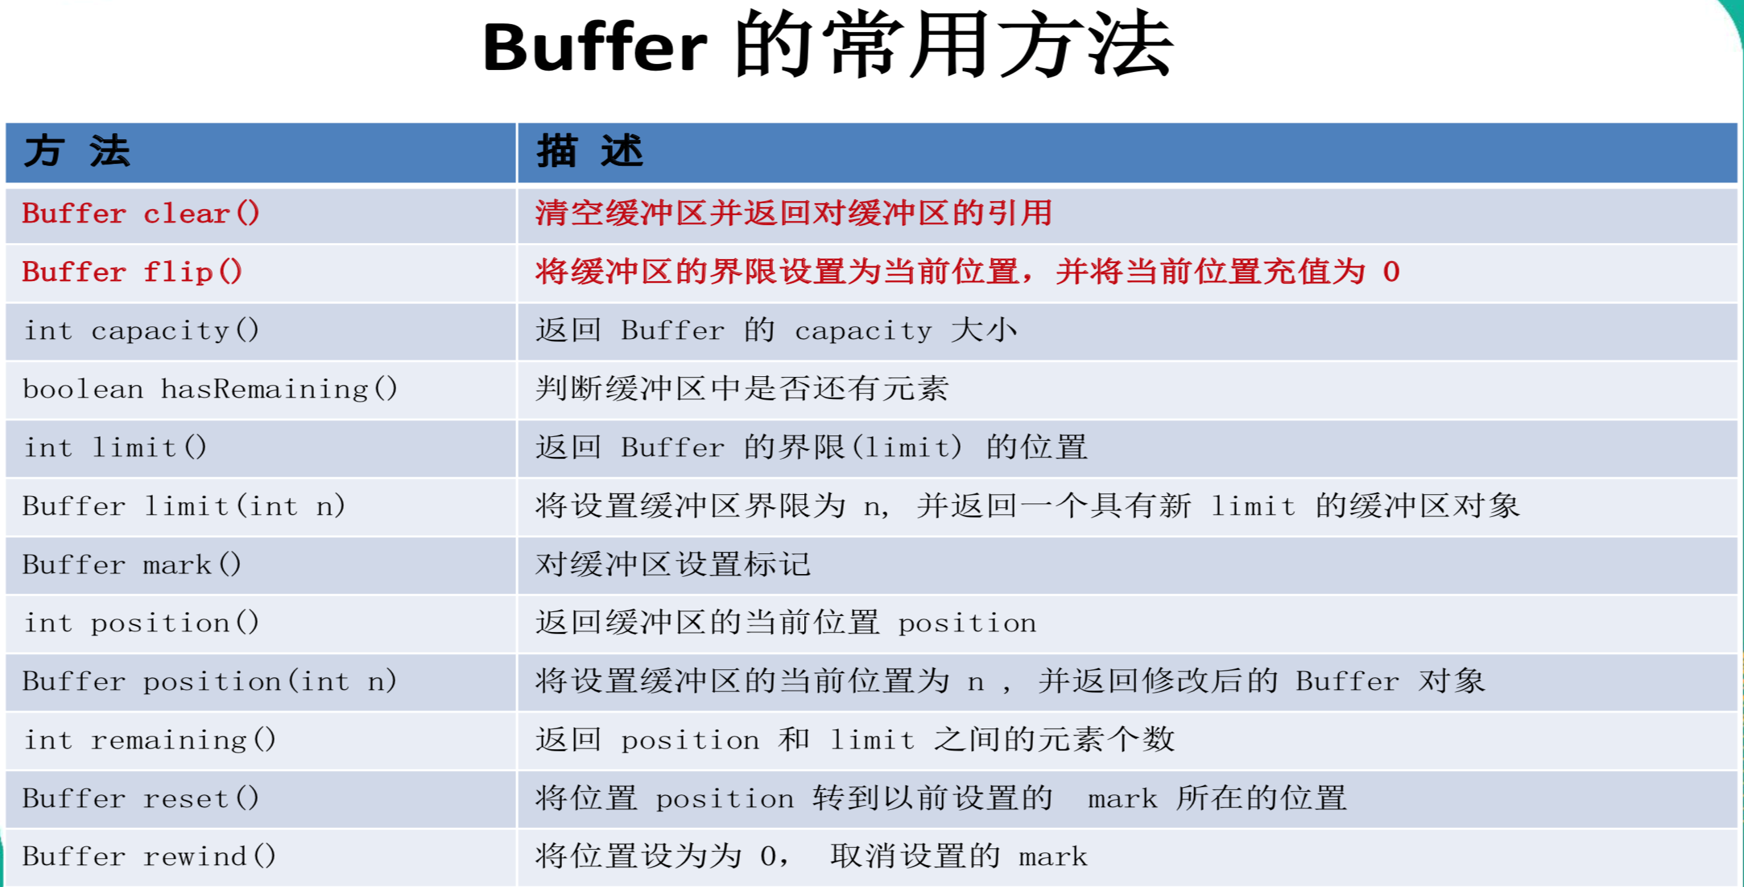 Buffer 的常用方法
方 法 描 述
Buffer clear() 清空缓冲区并返回对缓冲区的引用
Buffer flip() 将缓冲区的界限设置为当前位置，并将当前位置充值为 0
int capacity() 返回 Buffer 的 capacity 大小
boolean hasRemaining() 判断缓冲区中是否还有元素
int limit() 返回 Buffer 的界限(limit) 的位置
Buffer limit(int n) 将设置缓冲区界限为 n, 并返回一个具有新 limit 的缓冲区对象
Buffer mark() 对缓冲区设置标记
int position() 返回缓冲区的当前位置 position
Buffer position(int n) 将设置缓冲区的当前位置为 n , 并返回修改后的 Buffer 对象
int remaining() 返回 position 和 limit 之间的元素个数
Buffer reset() 将位置 position 转到以前设置的 mark 所在的位置
Buffer rewind() 将位置设为为 0， 取消设置的 mark